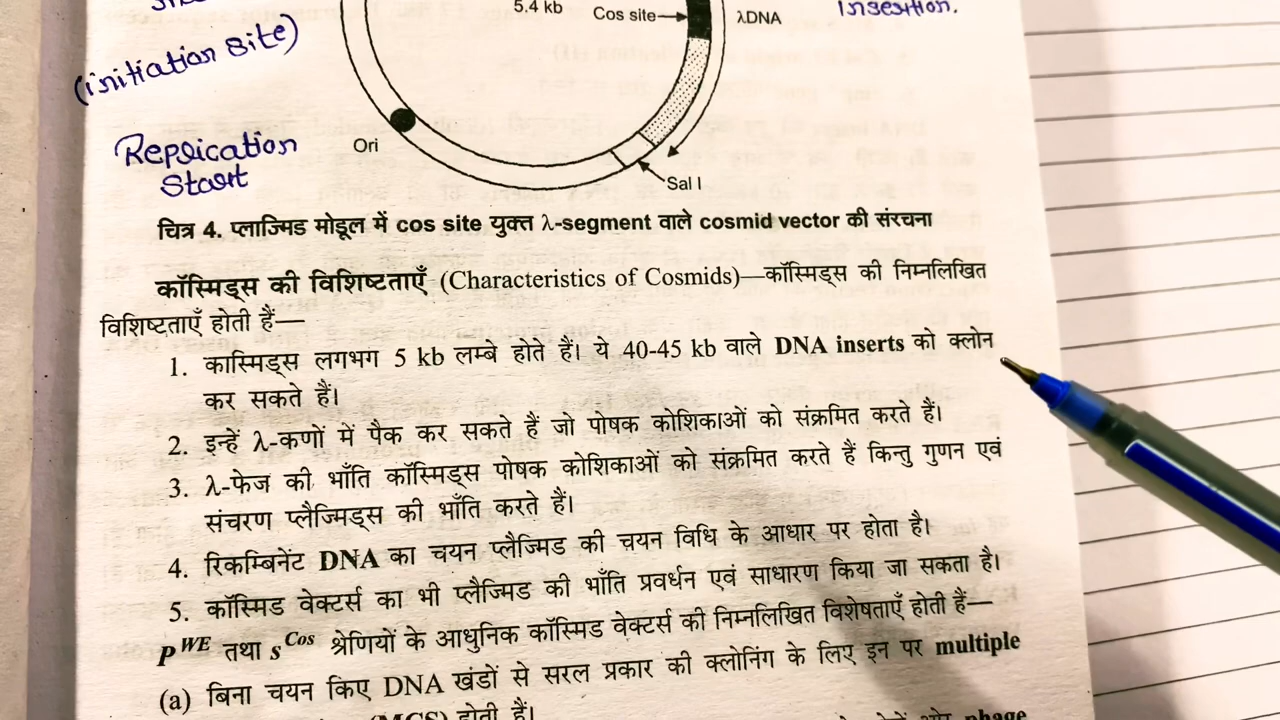 5.4 kb
Cos site
λDNA
Insertion.
(initiation Site)
Replication
Start
Ori
Sal I
चित्र 4. प्लाज्मिड मोडूल में cos site युक्त λ-segment वाले cosmid vector की संरचना
कॉस्मिड्स की विशिष्टताएँ (Characteristics of Cosmids)—कॉस्मिड्स की निम्नलिखित
विशिष्टताएँ होती हैं—
1. कास्मिड्स लगभग 5 kb लम्बे होते हैं। ये 40-45 kb वाले DNA inserts को क्लोन
कर सकते हैं।
2. इन्हें λ-कणों में पैक कर सकते हैं जो पोषक कोशिकाओं को संक्रमित करते हैं।
3. λ-फेज की भाँति कॉस्मिड्स पोषक कोशिकाओं को संक्रमित करते हैं किन्तु गुणन एवं
संचरण प्लैज्मिड्स की भाँति करते हैं।
4. रिकम्बिनेंट DNA का चयन प्लैज्मिड की चयन विधि के आधार पर होता है।
5. कॉस्मिड वेक्टर्स का भी प्लैज्मिड की भाँति प्रवर्धन एवं साधारण किया जा सकता है।
P^WE तथा s^Cos श्रेणियों के आधुनिक कॉस्मिड वेक्टर्स की निम्नलिखित विशेषताएँ होती हैं—
(a) बिना चयन किए DNA खंडों से सरल प्रकार की क्लोनिंग के लिए इन पर multiple
(MCS) होती हैं।
और phage